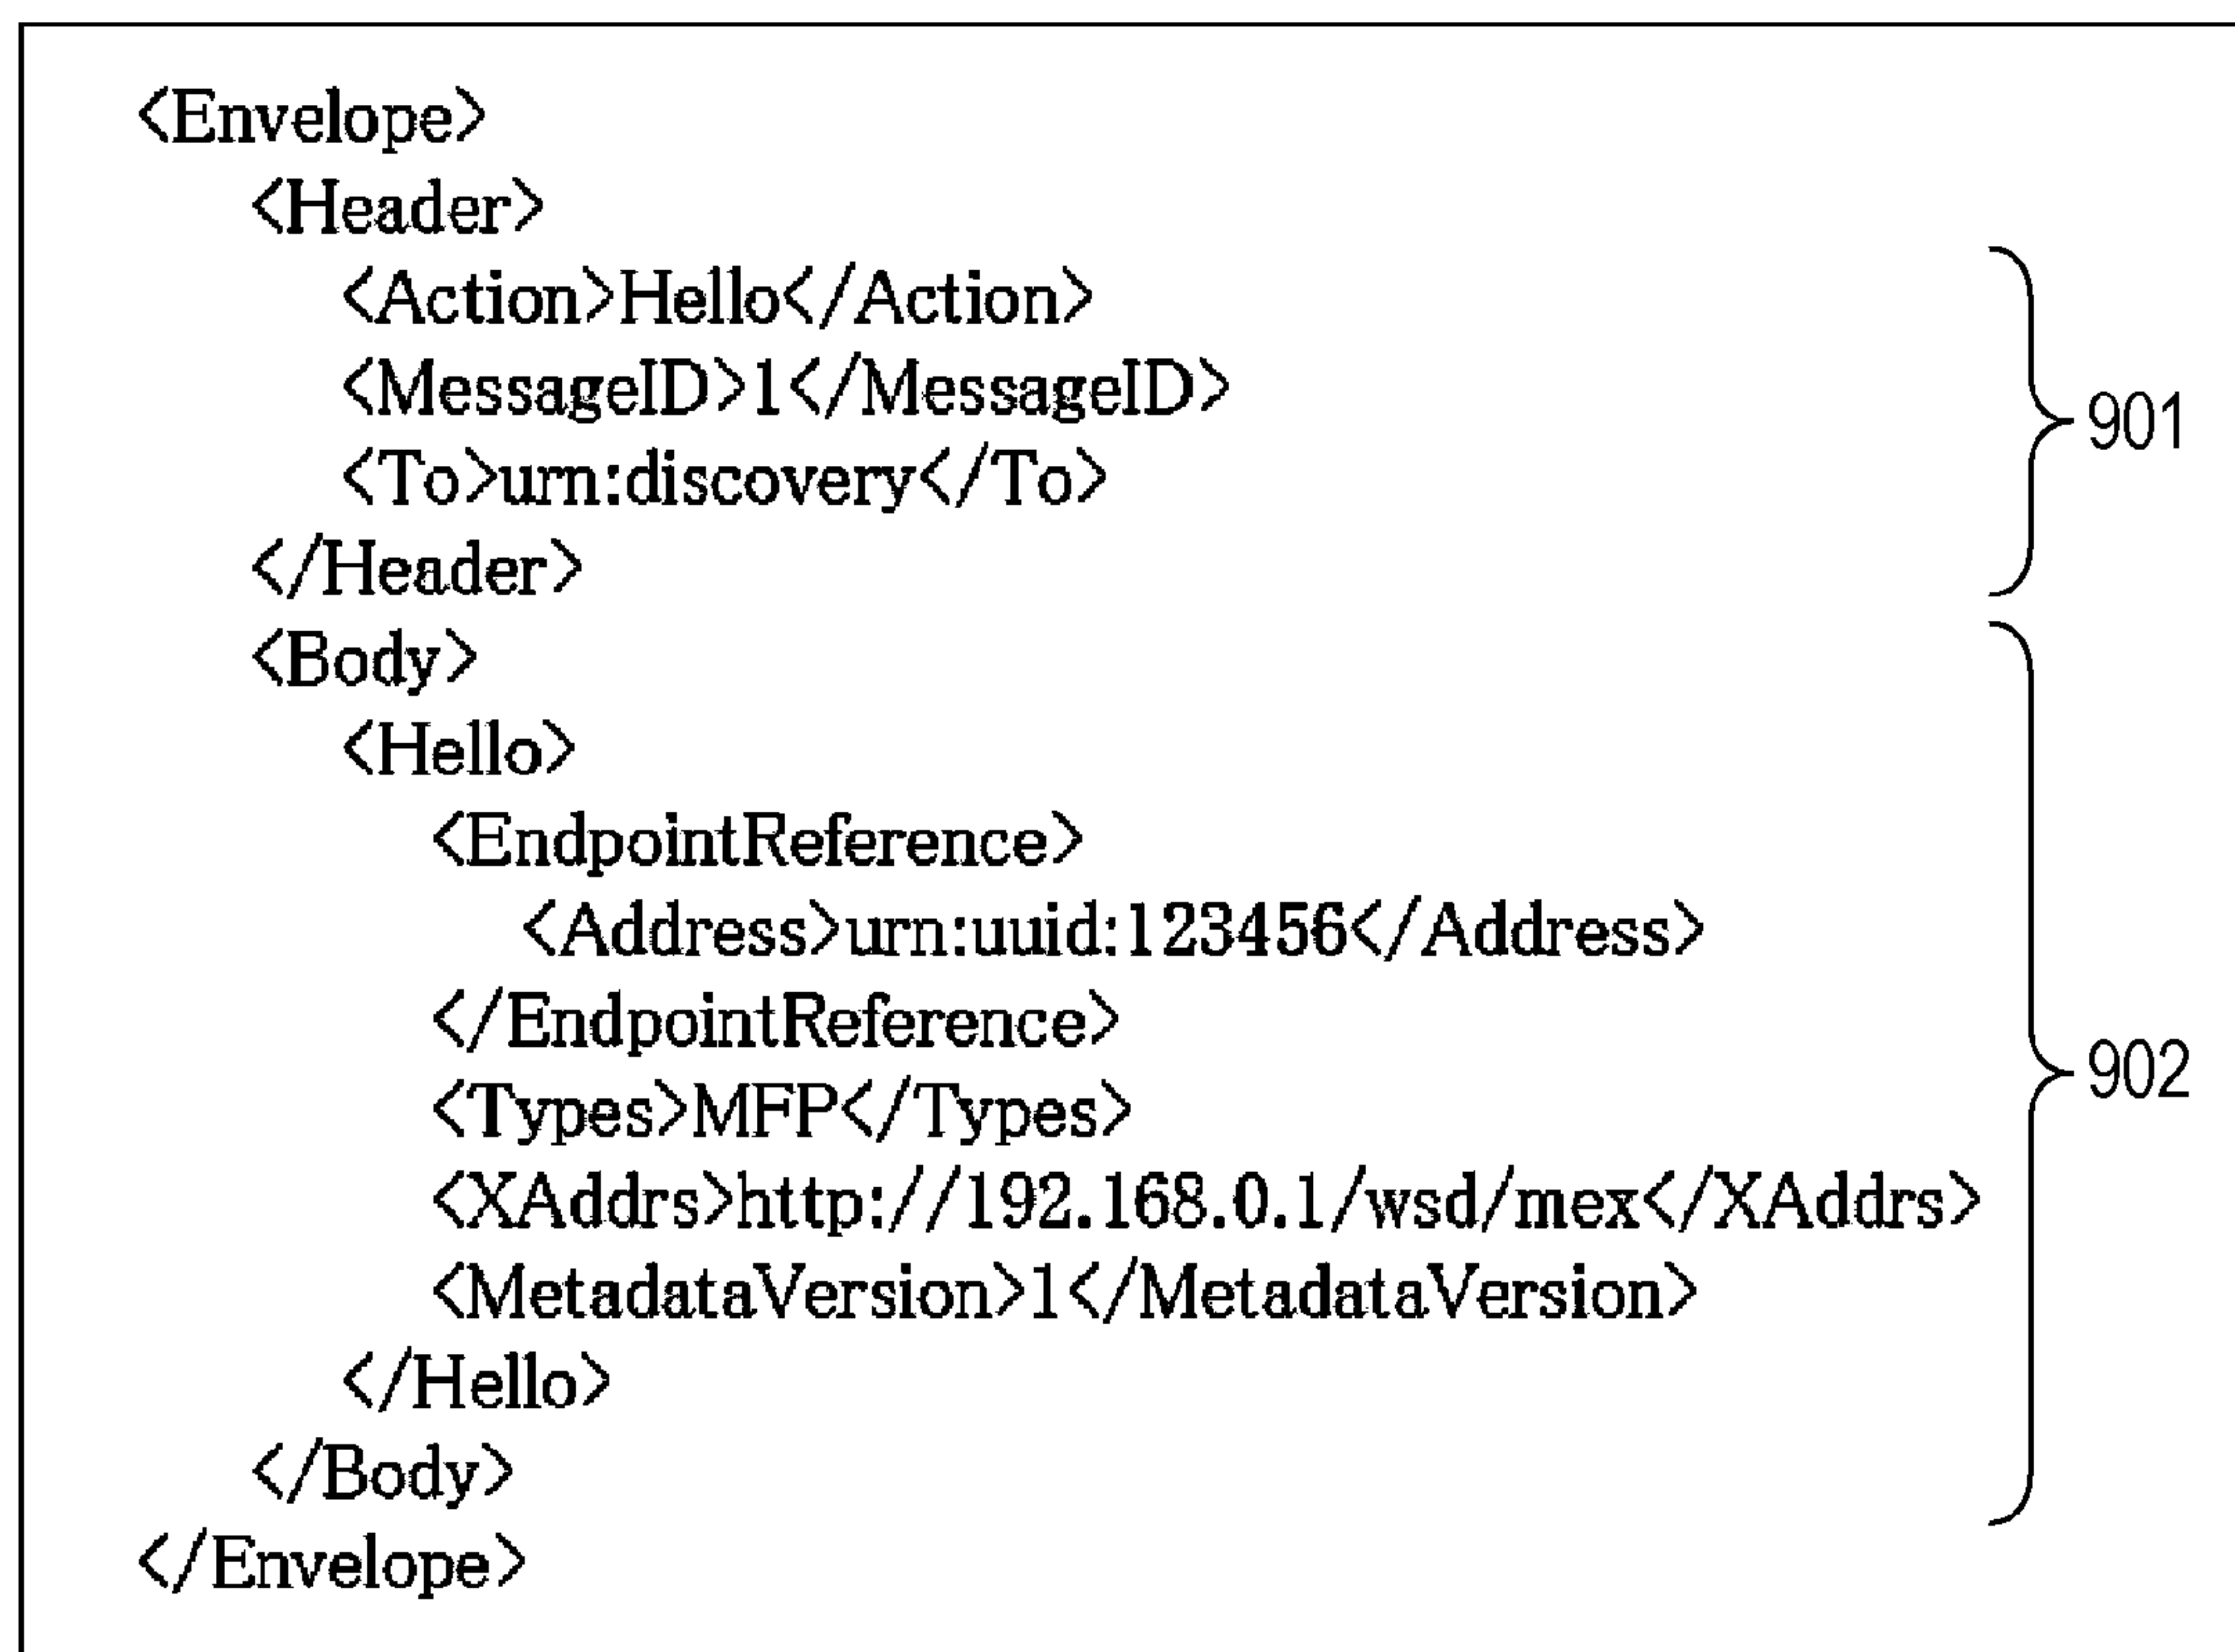 <Envelope>
<Header>
<Action>Hello</Action>
<MessageID>1</MessageID>
<To>urn:discovery</To>
901
</Header>
<Body>
<Hello>
<EndpointReference>
<Address>urn:uuid:123456</Address>
</EndpointReference>
902
<Types>MFP</Types>
<XAddrs>http://192.168.0.1/wsd/mex</XAddrs>
<MetadataVersion>1</MetadataVersion>
</Hello>
</Body>
</Envelope>